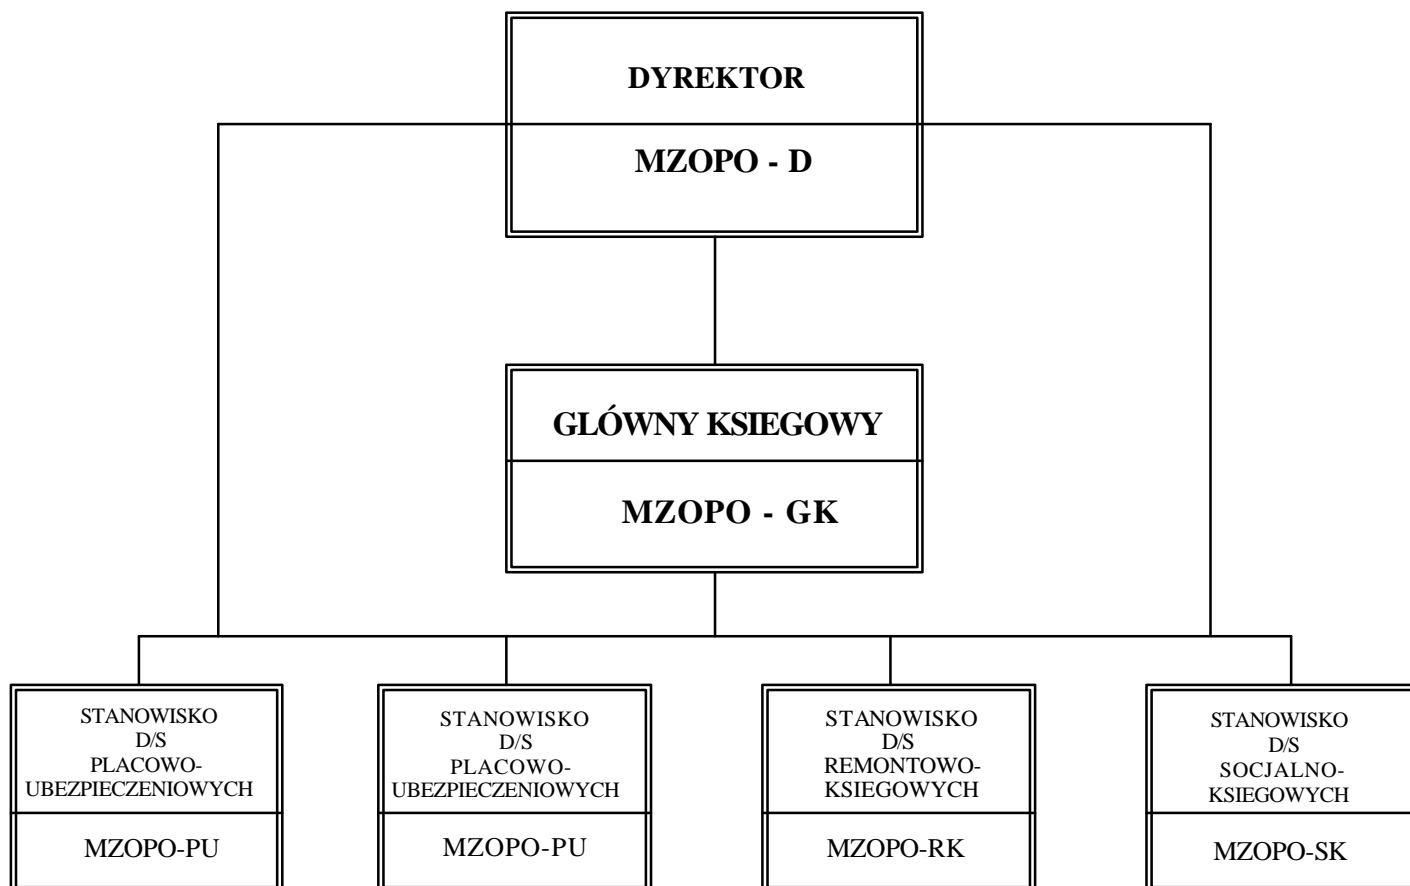 DYREKTOR
MZOPO - D
GLÓWNY KSIEGOWY
MZOPO - GK
STANOWISKO
D/S
PLACOWO-
UBEZPIECZENIOWYCH
MZOPO-PU
STANOWISKO
D/S
PLACOWO-
UBEZPIECZENIOWYCH
MZOPO-PU
STANOWISKO
D/S
REMONTOWO-
KSIEGOWYCH
MZOPO-RK
STANOWISKO
D/S
SOCJALNO-
KSIEGOWYCH
MZOPO-SK